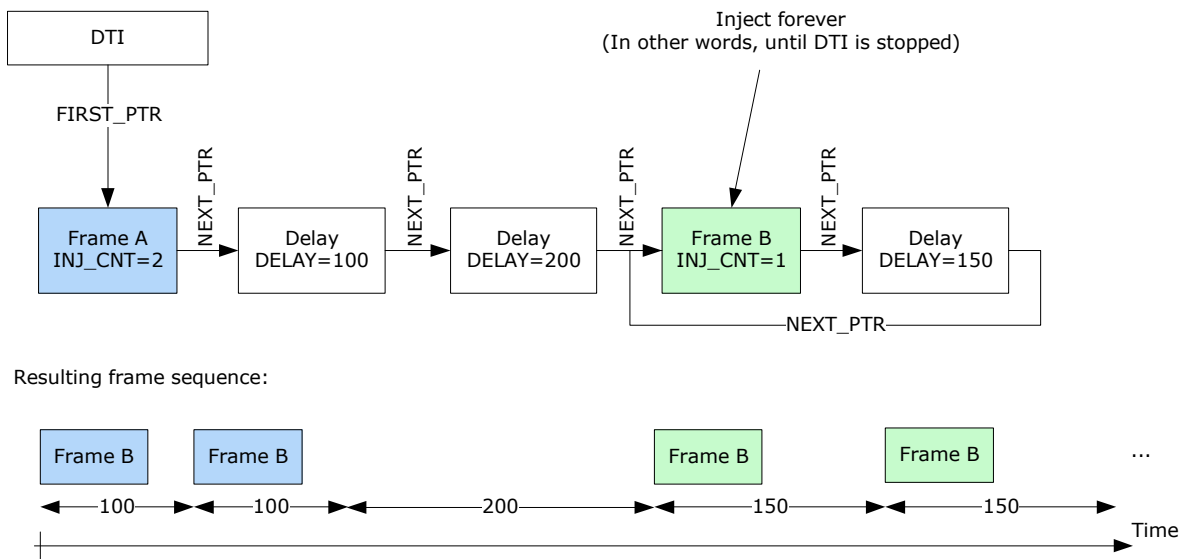 DTI
Inject forever
(In other words, until DTI is stopped)
FIRST_PTR
NEXT_PTR
NEXT_PTR
NEXT_PTR
NEXT_PTR
Frame A
INJ_CNT=2
Delay
DELAY=100
Delay
DELAY=200
Frame B
INJ_CNT=1
Delay
DELAY=150
NEXT_PTR
Resulting frame sequence:
Frame B
Frame B
Frame B
Frame B
...
100
100
200
150
150
Time